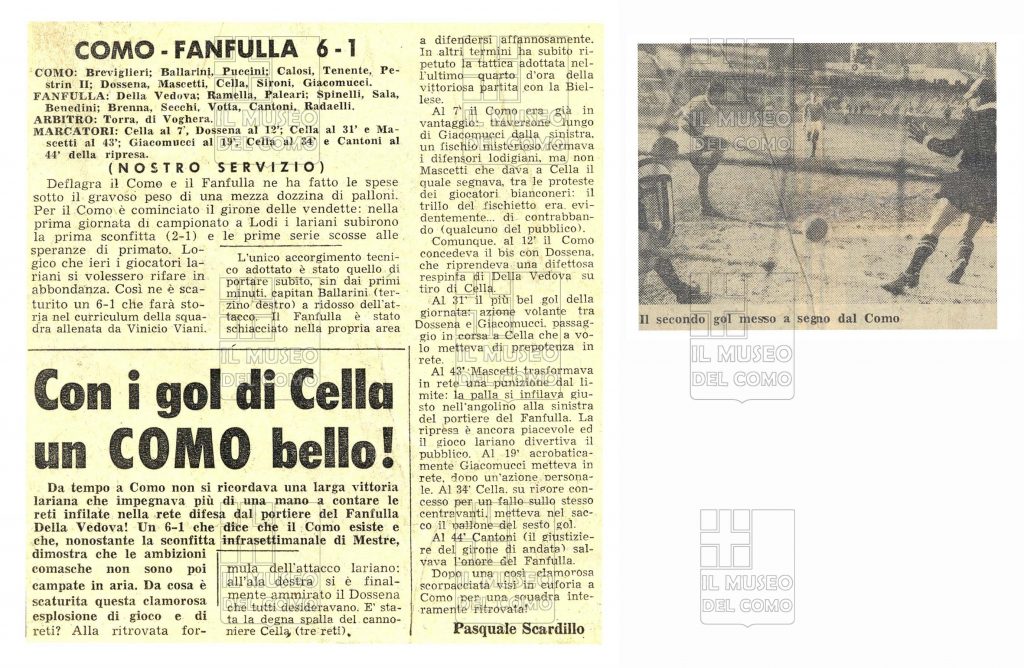 COMO - FANFULLA 6-1
COMO: Breviglieri; Ballarini, Puccini; Calosi, Tenente, Pe-
strin II; Dossena, Mascetti, Cella, Sironi, Giacomucci.
FANFULLA: Della Vedova; Ramella, Paleari; Spinelli, Sala,
Benedini; Brenna, Secchi, Votta, Cantoni, Radaelli.
ARBITRO: Torra, di Voghera.
MARCATORI: Cella al 7', Dossena al 12'; Cella al 31' e Ma-
scetti al 43'; Giacomucci al 19', Cella al 34' e Cantoni al
44' della ripresa.
(NOSTRO SERVIZIO)
Deflagra il Como e il Fanfulla ne ha fatto le spese
sotto il gravoso peso di una mezza dozzina di palloni.
Per il Como è cominciato il girone delle vendette: nella
prima giornata di campionato a Lodi i lariani subirono
la prima sconfitta (2-1) e le prime serie scosse alle
speranze di primato. Lo-
gico che ieri i giocatori la-
riani si volessero rifare in
abbondanza. Così ne è sca-
turito un 6-1 che farà sto-
ria nel curriculum della squa-
dra allenata da Vinicio Viani.
L'unico accorgimento tecni-
co adottato è stato quello di
portare subito, sin dai primi
minuti, capitan Ballarini (ter-
zino destro) a ridosso dell'at-
tacco. Il Fanfulla è stato
schiacciato nella propria area
a difendersi affannosamente.
In altri termini ha subito ri-
petuto la tattica adottata nel-
l'ultimo quarto d'ora della
vittoriosa partita con la Biel-
lese.
Al 7' il Como era già in
vantaggio: traversone lungo
di Giacomucci dalla sinistra,
un fischio misterioso fermava
i difensori lodigiani, ma non
Mascetti che dava a Cella il
quale segnava, tra le proteste
dei giocatori bianconeri: il
trillo del fischietto era evi-
dentemente... di contrabban-
do (qualcuno del pubblico).
Comunque, al 12' il Como
concedeva il bis con Dossena,
che riprendeva una difettosa
respinta di Della Vedova su
tiro di Cella.
Al 31' il più bel gol della
giornata: azione volante tra
Dossena e Giacomucci, passag-
gio in corsa a Cella che a vo-
lo metteva di prepotenza in
rete.
Al 43' Mascetti trasformava
in rete una punizione dal li-
mite: la palla si infilava giu-
sto nell'angolino alla sinistra
del portiere del Fanfulla. La
ripresa è ancora piacevole ed
il gioco lariano divertiva il
pubblico. Al 19' acrobatica-
mente Giacomucci metteva in
rete, dopo un'azione persona-
le. Al 34' Cella, su rigore con-
cesso per un fallo sullo stesso
centravanti, metteva nel sac-
co il pallone del sesto gol.
Al 44' Cantoni (il giustizie-
re del girone di andata) sal-
vava l'onore del Fanfulla.
Dopo una così clamorosa
scorpacciata visi in euforia a
Como per una squadra inte-
ramente ritrovata!
Pasquale Scardillo
Con i gol di Cella
un COMO bello!
Da tempo a Como non si ricordava una larga vittoria
lariana che impegnava più di una mano a contare le
reti infilate nella rete difesa dal portiere del Fanfulla
Della Vedova! Un 6-1 che dice che il Como esiste e
che, nonostante la sconfitta infrasettimanale di Mestre,
dimostra che le ambizioni
comasche non sono poi
campate in aria. Da cosa è
scaturita questa clamorosa
esplosione di gioco e di
reti? Alla ritrovata for-
mula dell'attacco lariano:
all'ala destra si è final-
mente ammirato il Dossena
che tutti desideravano. E' sta-
ta la degna spalla del canno-
niere Cella (tre reti).
Il secondo gol messo a segno dal Como
IL MUSEO
DEL COMO